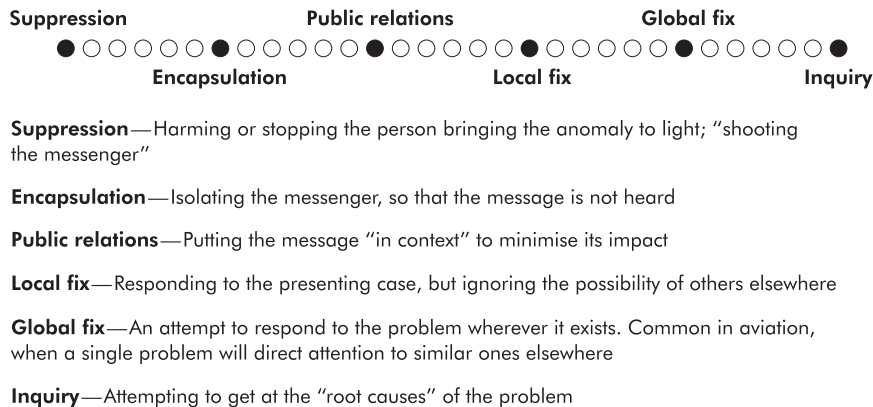 Suppression Public relations Global fix
Encapsulation Local fix Inquiry
Suppression—Harming or stopping the person bringing the anomaly to light; “shooting
the messenger”
Encapsulation—Isolating the messenger, so that the message is not heard
Public relations—Putting the message “in context” to minimise its impact
Local fix—Responding to the presenting case, but ignoring the possibility of others elsewhere
Global fix—An attempt to respond to the problem wherever it exists. Common in aviation,
when a single problem will direct attention to similar ones elsewhere
Inquiry—Attempting to get at the “root causes” of the problem